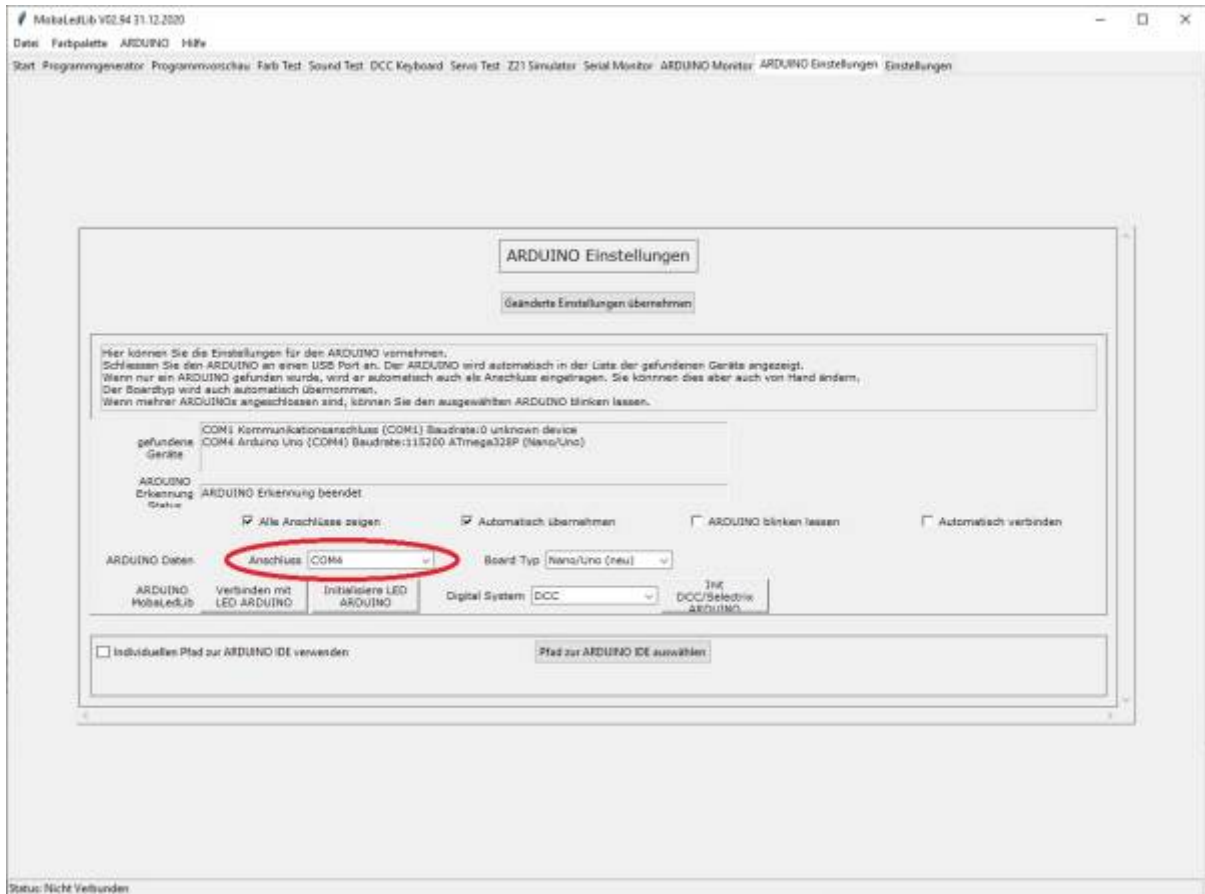 MobaLedLib V02.94 31.12.2020
Datei Farbpalette ARDUINO Hilfe
Start Programmgenerator Programmvorschau Farb Test Sound Test DCC Keyboard Servo Test Z21 Simulator Serial Monitor ARDUINO Monitor ARDUINO Einstellungen Einstellungen
ARDUINO Einstellungen
Geänderte Einstellungen übernehmen
Hier können Sie die Einstellungen für den ARDUINO vornehmen.
Schliessen Sie den ARDUINO an einen USB Port an. Der ARDUINO wird automatisch in der Liste der gefundenen Geräte angezeigt.
Wenn nur ein ARDUINO gefunden wurde, wird er automatisch auch als Anschluss eingetragen. Sie könnnen dies aber auch von Hand ändern.
Der Boardtyp wird auch automatisch übernommen.
Wenn mehrer ARDUINOs angeschlossen sind, können Sie den ausgewählten ARDUINO blinken lassen.
COM1 Kommunikationsanschluss (COM1) Baudrate:0 unknown device
gefundene COM4 Arduino Uno (COM4) Baudrate:115200 ATmega328P (Nano/Uno)
Geräte
ARDUINO
Erkennung ARDUINO Erkennung beendet
Status
Alle Anschlüsse zeigen Automatisch übernehmen ARDUINO blinken lassen Automatisch verbinden
ARDUINO Daten Anschluss COM4 Board Typ Nano/Uno (neu)
ARDUINO Verbinden mit Initialisiere LED Digital System DCC Init
MobaLedLib LED ARDUINO ARDUINO DCC/Selectrix
ARDUINO
Individuellen Pfad zur ARDUINO IDE verwenden Pfad zur ARDUINO IDE auswählen
Status: Nicht Verbunden